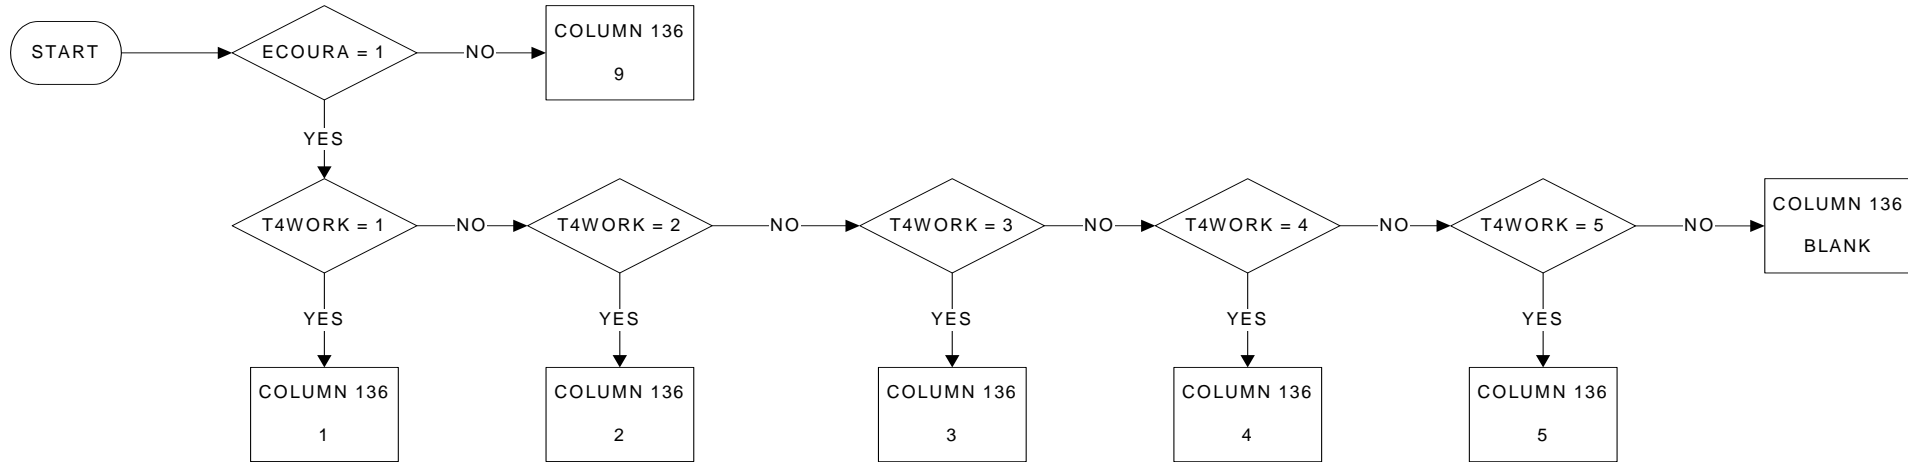 START
ECOURA = 1
NO
COLUMN 136
9
YES
T4WORK = 1
NO
T4WORK = 2
NO
T4WORK = 3
NO
T4WORK = 4
NO
T4WORK = 5
NO
COLUMN 136
BLANK
YES
YES
YES
YES
YES
COLUMN 136
1
COLUMN 136
2
COLUMN 136
3
COLUMN 136
4
COLUMN 136
5